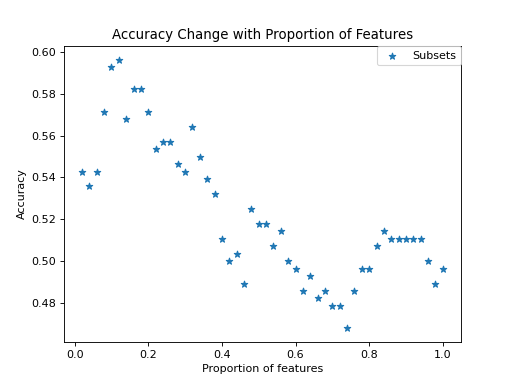 Accuracy Change with Proportion of Features
Subsets
0.60
0.58
0.56
0.54
0.52
0.50
0.48
Accuracy
0.0 0.2 0.4 0.6 0.8 1.0
Proportion of features